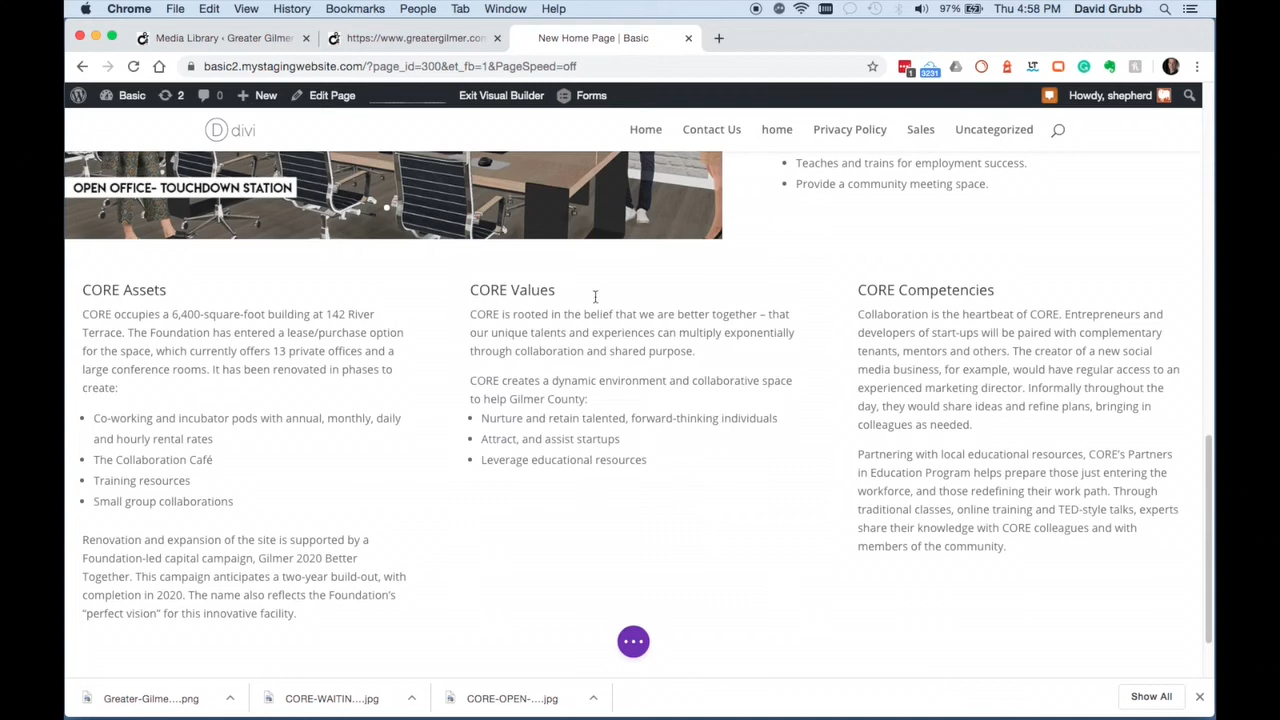 Chrome File Edit View History Bookmarks People Tab Window Help 97% Thu 4:58 PM David Grubb
Media Library ‹ Greater Gilmer × https://www.greatergilmer.com × New Home Page | Basic × +
basic2.mystagingwebsite.com/?page_id=300&et_fb=1&PageSpeed=off 1 3231 LT
Basic 2 0 + New Edit Page Exit Visual Builder Forms Howdy, shepherd
D divi Home Contact Us home Privacy Policy Sales Uncategorized
OPEN OFFICE- TOUCHDOWN STATION
• Teaches and trains for employment success.
• Provide a community meeting space.
CORE Assets
CORE occupies a 6,400-square-foot building at 142 River
Terrace. The Foundation has entered a lease/purchase option
for the space, which currently offers 13 private offices and a
large conference rooms. It has been renovated in phases to
create:
• Co-working and incubator pods with annual, monthly, daily
and hourly rental rates
• The Collaboration Café
• Training resources
• Small group collaborations
Renovation and expansion of the site is supported by a
Foundation-led capital campaign, Gilmer 2020 Better
Together. This campaign anticipates a two-year build-out, with
completion in 2020. The name also reflects the Foundation's
“perfect vision” for this innovative facility.
CORE Values
CORE is rooted in the belief that we are better together – that
our unique talents and experiences can multiply exponentially
through collaboration and shared purpose.
CORE creates a dynamic environment and collaborative space
to help Gilmer County:
• Nurture and retain talented, forward-thinking individuals
• Attract, and assist startups
• Leverage educational resources
CORE Competencies
Collaboration is the heartbeat of CORE. Entrepreneurs and
developers of start-ups will be paired with complementary
tenants, mentors and others. The creator of a new social
media business, for example, would have regular access to an
experienced marketing director. Informally throughout the
day, they would share ideas and refine plans, bringing in
colleagues as needed.
Partnering with local educational resources, CORE's Partners
in Education Program helps prepare those just entering the
workforce, and those redefining their work path. Through
traditional classes, online training and TED-style talks, experts
share their knowledge with CORE colleagues and with
members of the community.
Greater-Gilme....png CORE-WAITIN....jpg CORE-OPEN-....jpg Show All ×